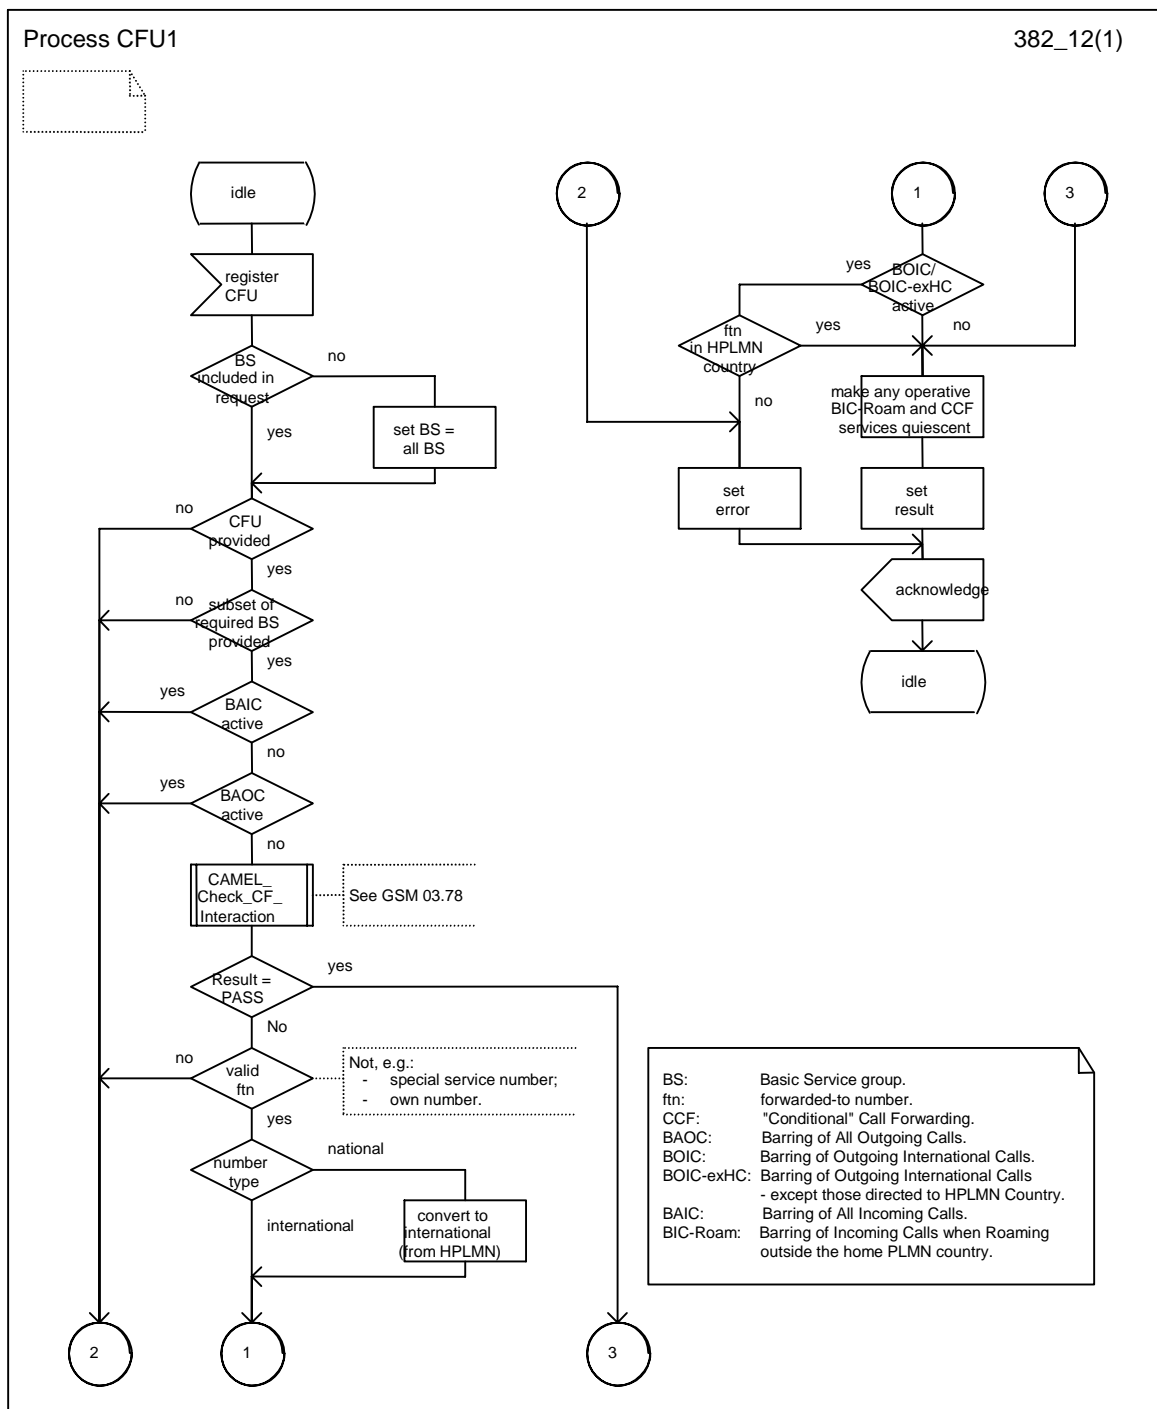 Process CFU1
382_12(1)
idle
register
CFU
BS
included in
request
no
yes
set BS =
all BS
no
CFU
provided
yes
no
subset of
required BS
provided
yes
yes
BAIC
active
no
yes
BAOC
active
no
CAMEL_
Check_CF_
Interaction
See GSM 03.78
Result =
PASS
yes
No
no
valid
ftn
Not, e.g.:
- special service number;
- own number.
yes
number
type
national
international
convert to
international
(from HPLMN)
2
1
3
2
1
3
yes
BOIC/
BOIC-exHC
active
no
ftn
in HPLMN
country
yes
no
make any operative
BIC-Roam and CCF
services quiescent
set
error
set
result
acknowledge
idle
BS: Basic Service group.
ftn: forwarded-to number.
CCF: "Conditional" Call Forwarding.
BAOC: Barring of All Outgoing Calls.
BOIC: Barring of Outgoing International Calls.
BOIC-exHC: Barring of Outgoing International Calls
- except those directed to HPLMN Country.
BAIC: Barring of All Incoming Calls.
BIC-Roam: Barring of Incoming Calls when Roaming
outside the home PLMN country.